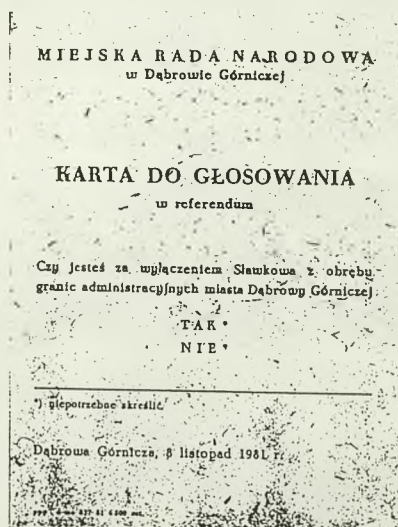 MIEJSKA RADA NARODOWA
w Dąbrowie Górniczej
KARTA DO GŁOSOWANIA
w referendum
Czy jesteś za wyłączeniem Sławkowa z obrębu
granic administracyjnych miasta Dąbrowy Górniczej
TAK *
NIE *
*) niepotrzebne skreślić.
Dąbrowa Górnicza, 8 listopad 1981 r.